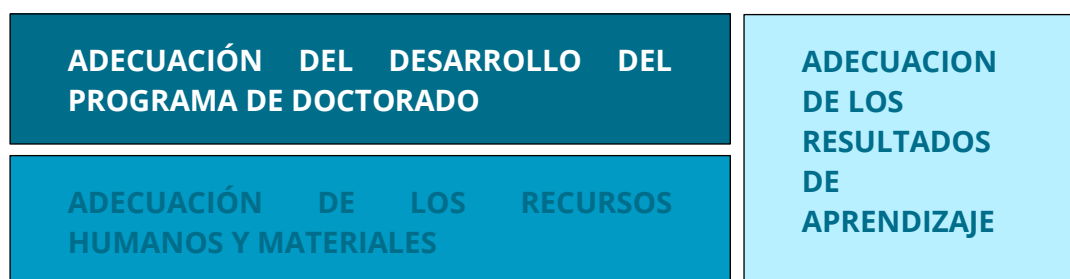 ADECUACIÓN DEL DESARROLLO DEL
PROGRAMA DE DOCTORADO
ADECUACIÓN DE LOS RECURSOS
HUMANOS Y MATERIALES
ADECUACION
DE LOS
RESULTADOS
DE
APRENDIZAJE